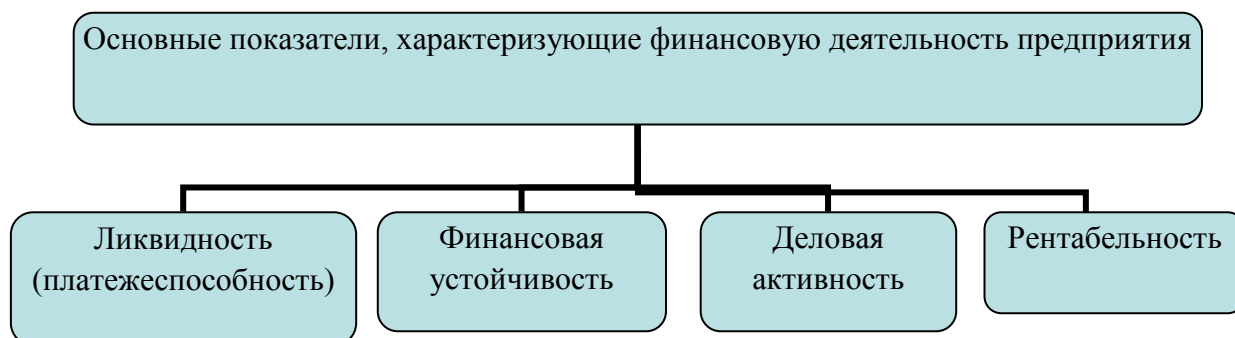 Основные показатели, характеризующие финансовую деятельность предприятия
Ликвидность
(платежеспособность)
Финансовая
устойчивость
Деловая
активность
Рентабельность